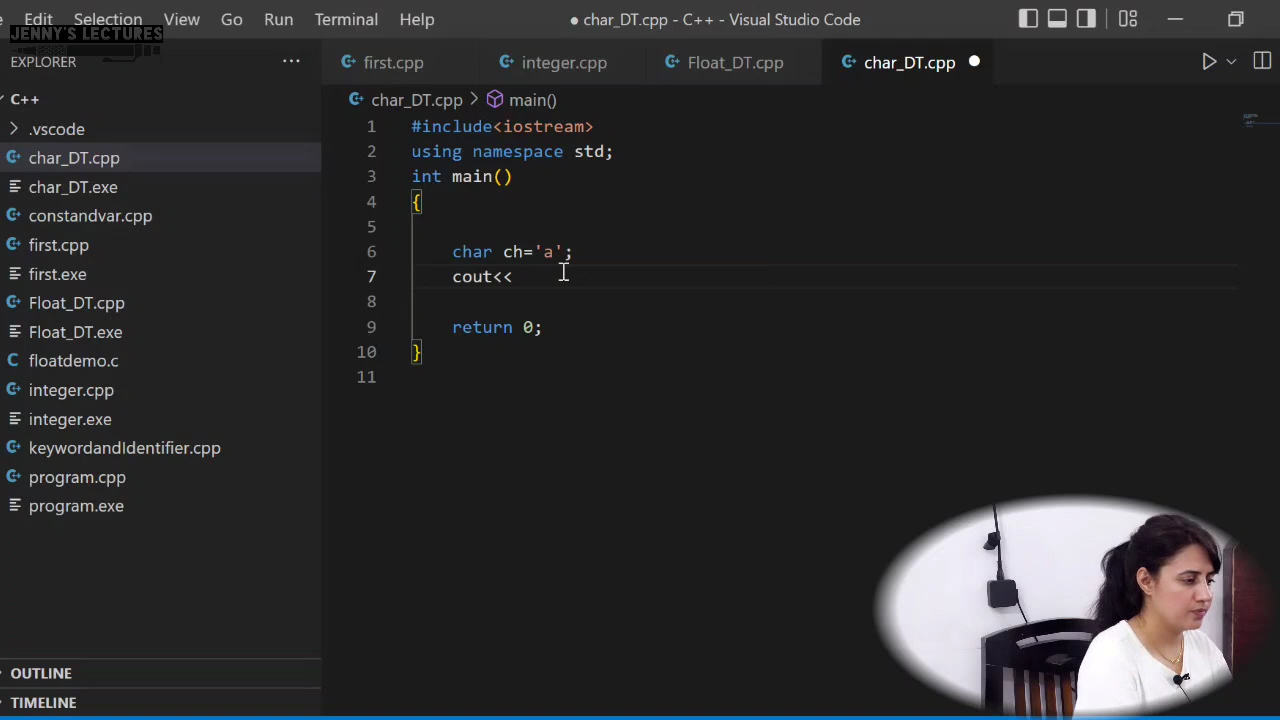 Edit Selection View Go Run Terminal Help ● char_DT.cpp - C++ - Visual Studio Code
JENNY'S LECTURES
EXPLORER ... first.cpp integer.cpp Float_DT.cpp char_DT.cpp ●
C++
char_DT.cpp > main()
.vscode
char_DT.cpp
char_DT.exe
constandvar.cpp
first.cpp
first.exe
Float_DT.cpp
Float_DT.exe
floatdemo.c
integer.cpp
integer.exe
keywordandIdentifier.cpp
program.cpp
program.exe
OUTLINE
TIMELINE
1 #include<iostream>
2 using namespace std;
3 int main()
4 {
5
6 char ch='a';
7 cout<<
8
9 return 0;
10 }
11